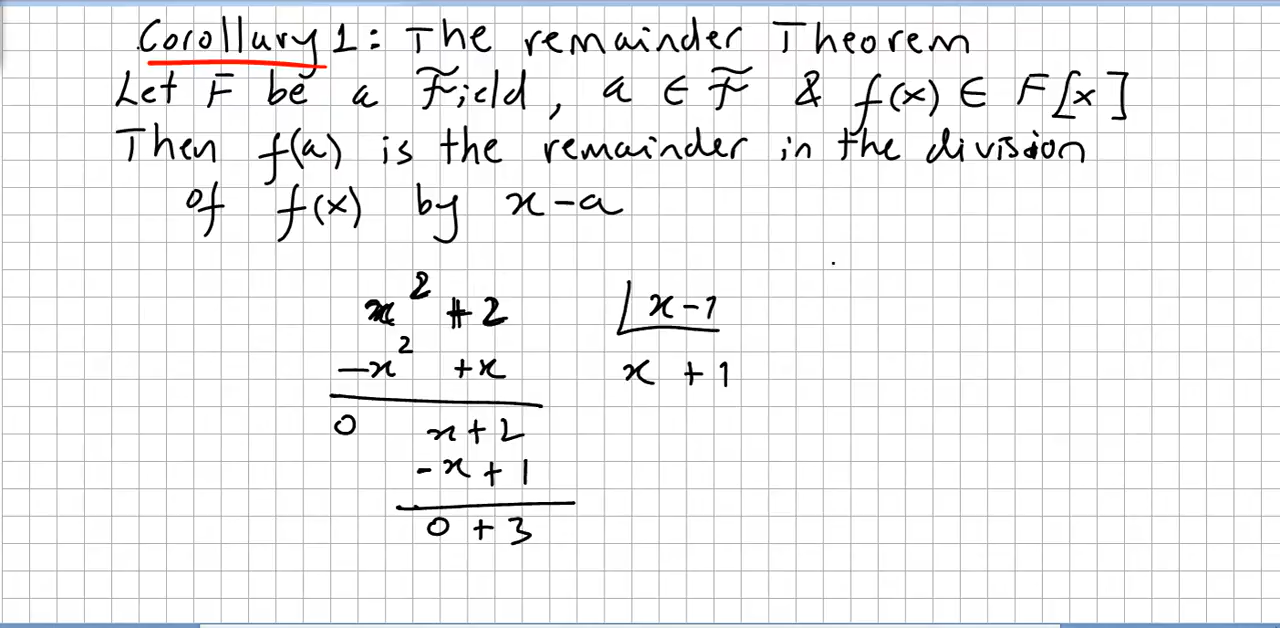 Corollury 1: The remainder Theorem
Let F be a Field, a ∈ F & f(x) ∈ F[x]
Then f(a) is the remainder in the division
of f(x) by x-a
x² + 2 | x-1
-x² + x x + 1
0 x + 2
-x + 1
0 + 3